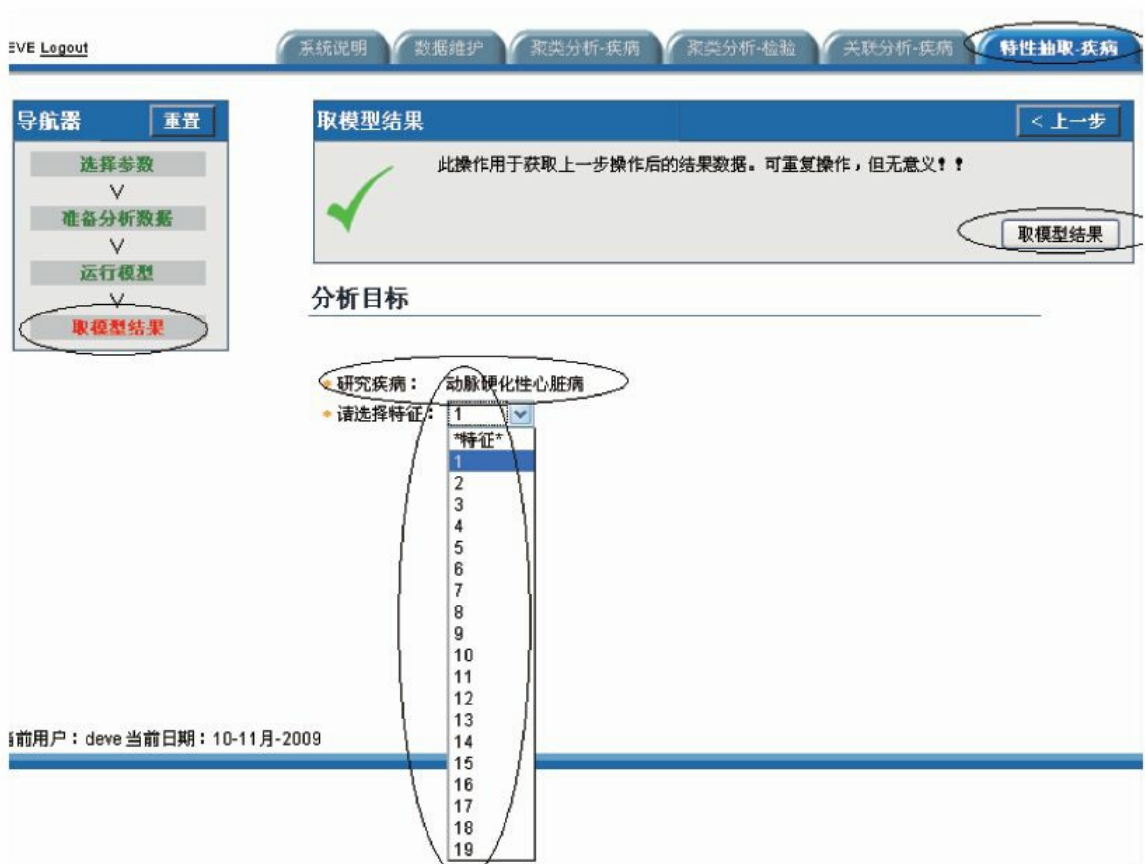 EVE Logout
系统说明 数据维护 聚类分析-疾病 聚类分析-检验 关联分析-疾病 特性抽取-疾病
导航器 重置
选择参数
准备分析数据
运行模型
取模型结果
取模型结果 < 上一步
此操作用于获取上一步操作后的结果数据。可重复操作，但无意义！！
取模型结果
分析目标
* 研究疾病： 动脉硬化性心脏病
* 请选择特征： 1
*特征*
1
2
3
4
5
6
7
8
9
10
11
12
13
14
15
16
17
18
19
当前用户：deve 当前日期：10-11月-2009